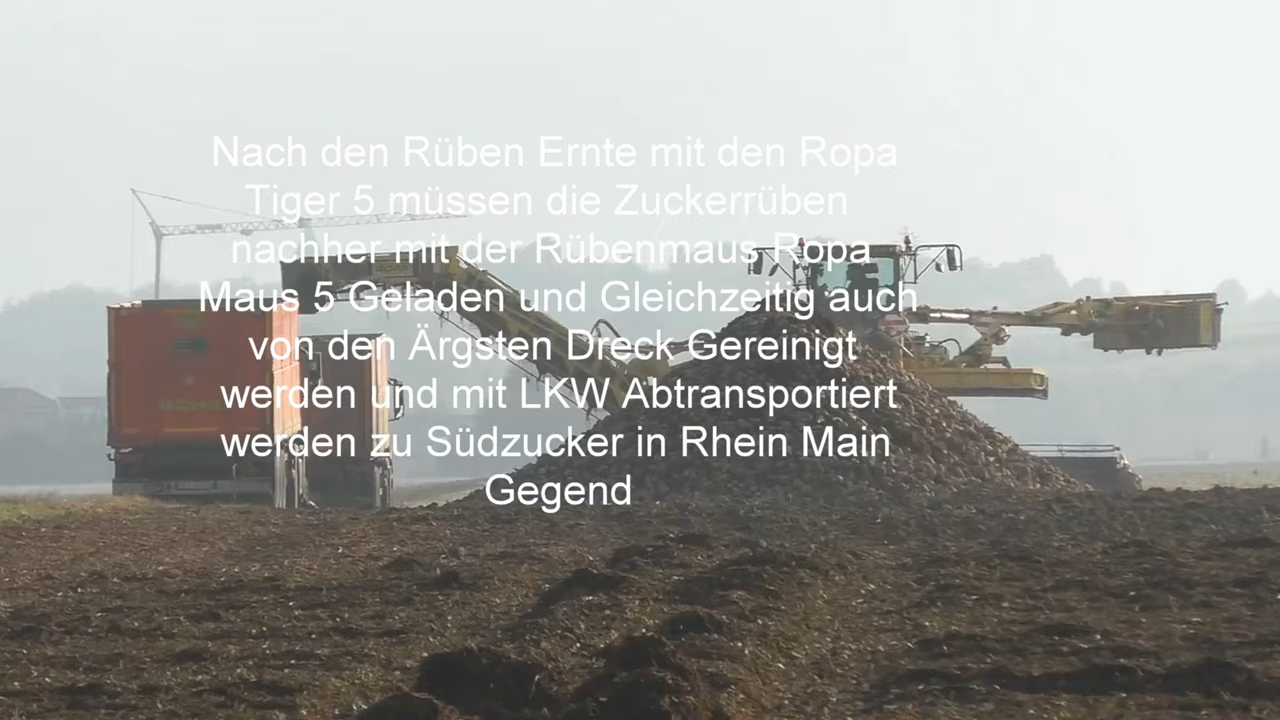 Nach den Rüben Ernte mit den Ropa
Tiger 5 müssen die Zuckerrüben
nachher mit der Rübenmaus Ropa
Maus 5 Geladen und Gleichzeitig auch
von den Ärgsten Dreck Gereinigt
werden und mit LKW Abtransportiert
werden zu Südzucker in Rhein Main
Gegend